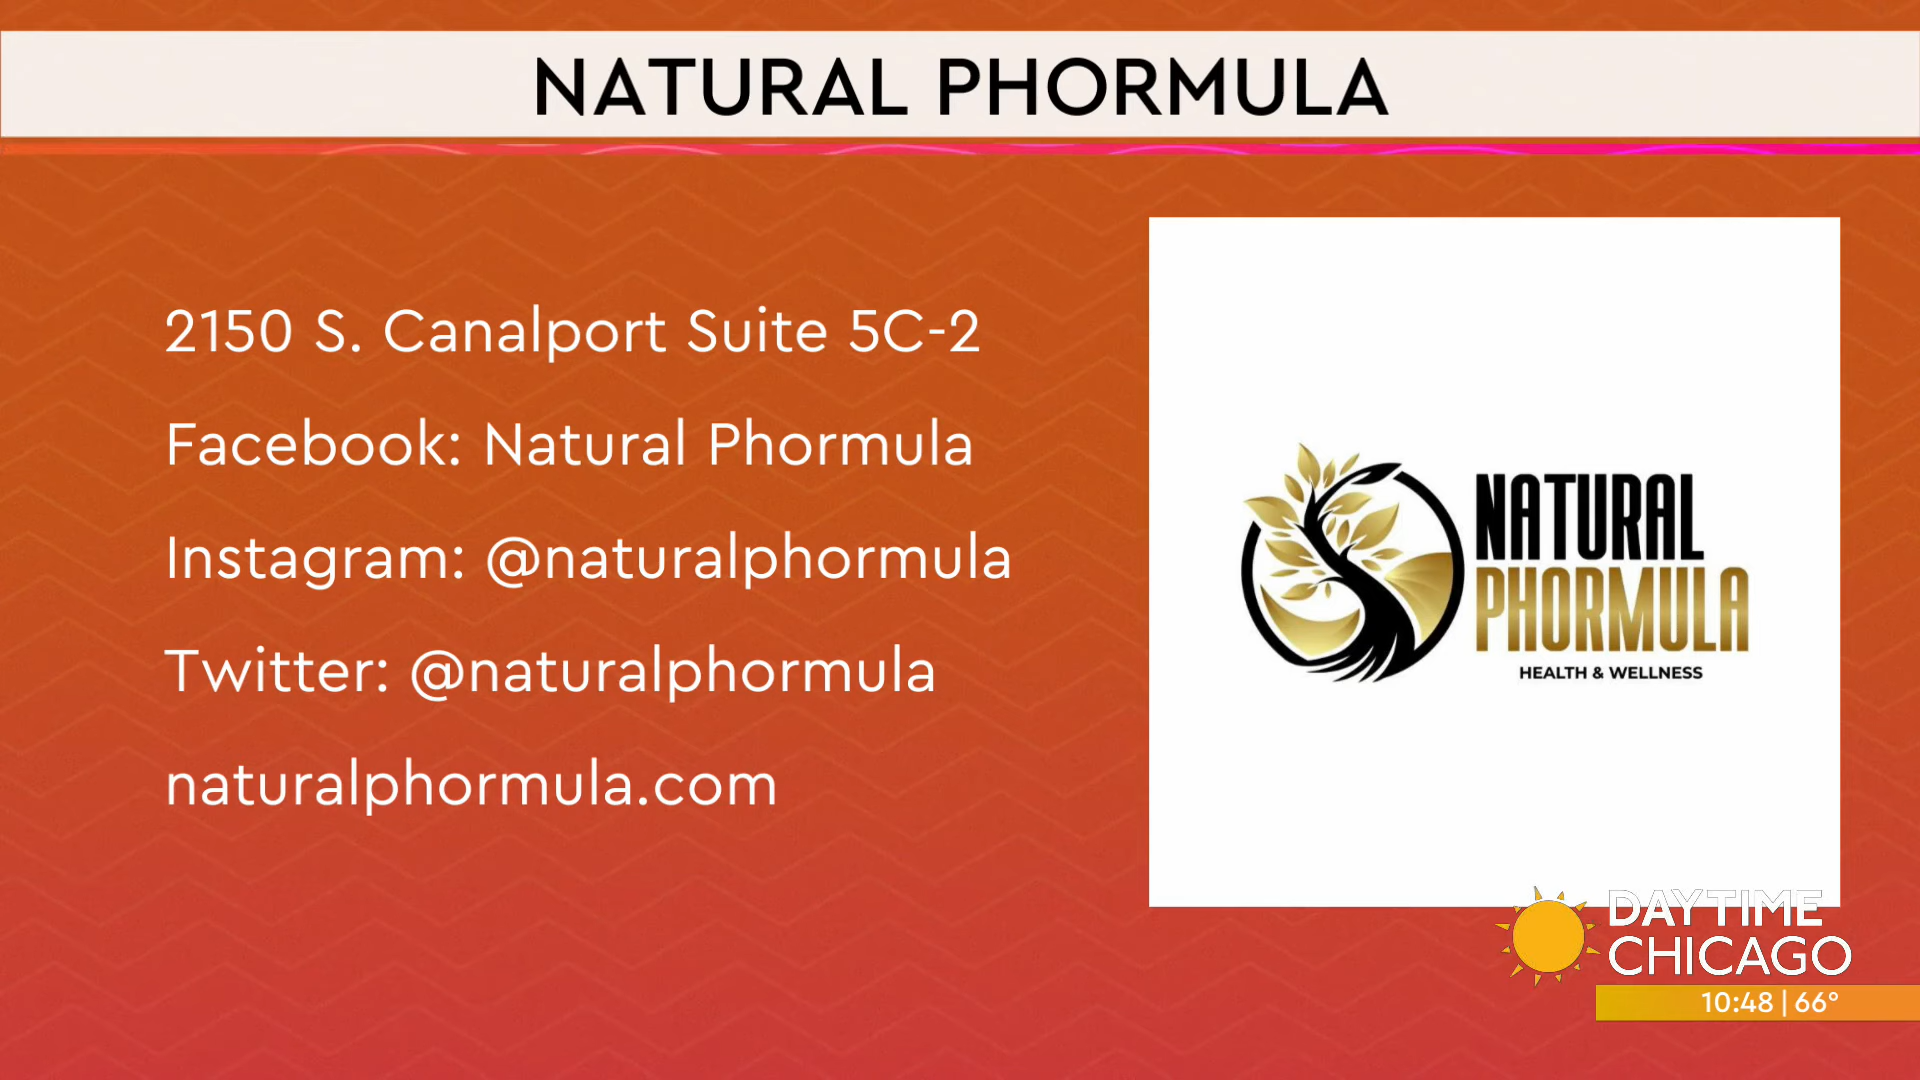 NATURAL PHORMULA
2150 S. Canalport Suite 5C-2
Facebook: Natural Phormula
Instagram: @naturalphormula
Twitter: @naturalphormula
naturalphormula.com
NATURAL
PHORMULA
HEALTH & WELLNESS
DAYTIME
CHICAGO
10:48 | 66°